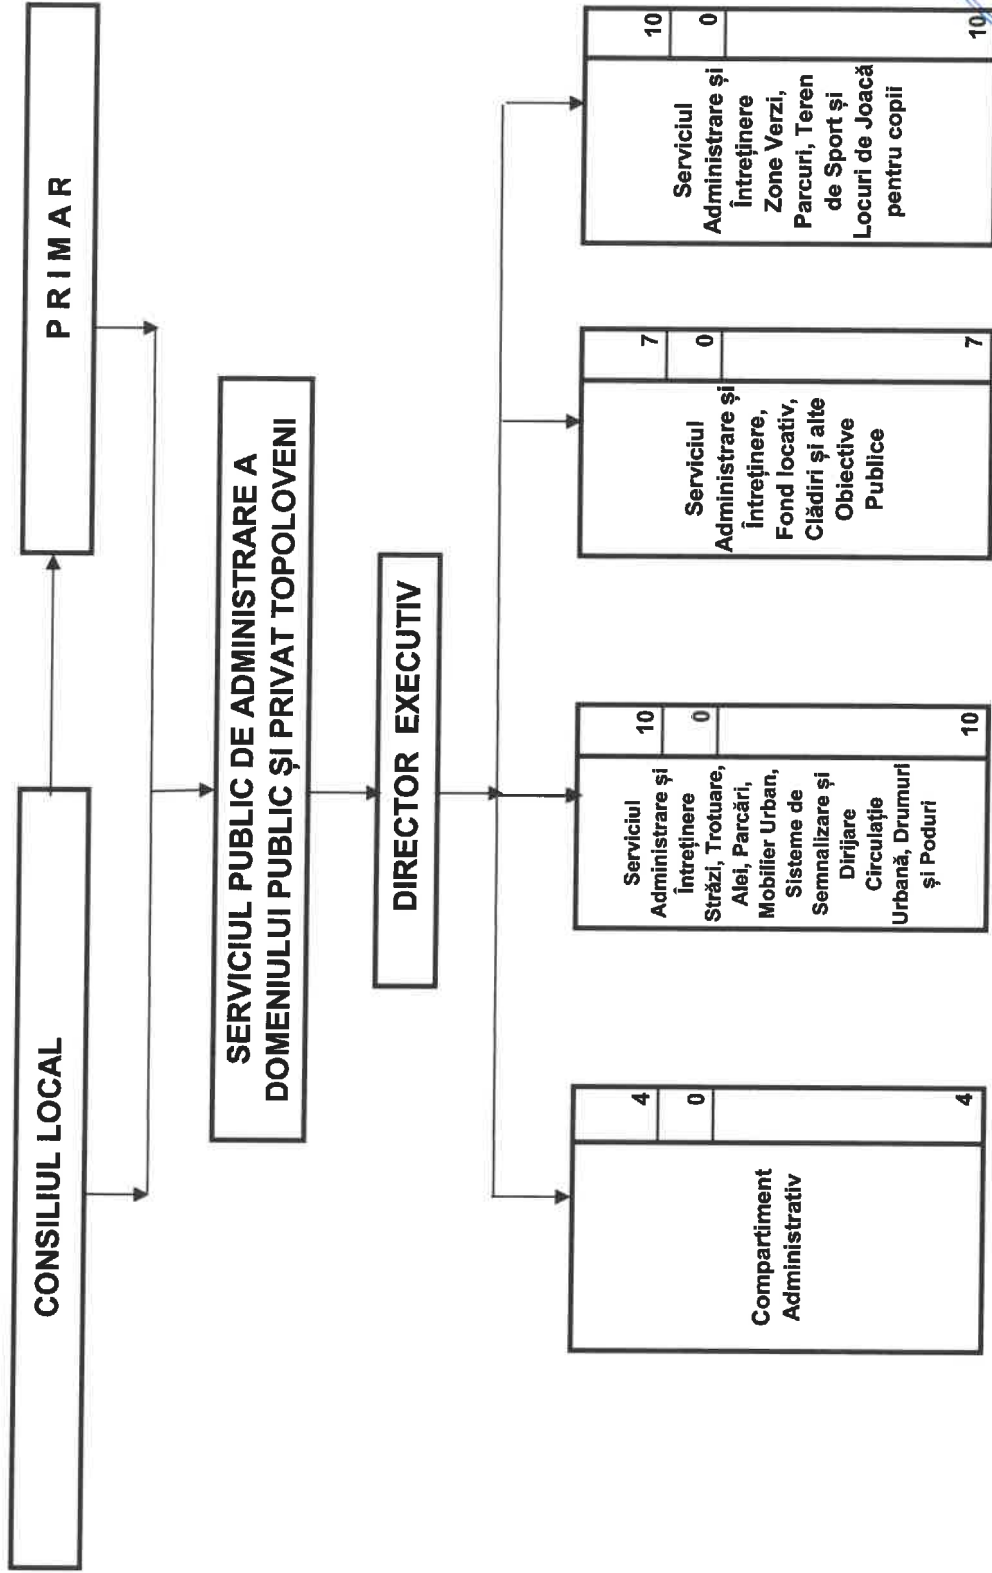 CONSILIUL LOCAL
PRIMAR
SERVICIUL PUBLIC DE ADMINISTRARE A
DOMENIULUI PUBLIC ȘI PRIVAT TOPOLOVENI
DIRECTOR EXECUTIV
Compartiment
Administrativ
4
0
4
Serviciul
Administrare și
Întreținere
Străzi, Trotuare,
Alei, Parcări,
Mobilier Urban,
Sisteme de
Semnalizare și
Dirijare
Circulație
Urbană, Drumuri
și Poduri
10
0
10
Serviciul
Administrare și
Întreținere,
Fond locativ,
Clădiri și alte
Obiective
Publice
7
0
7
Serviciul
Administrare și
Întreținere
Zone Verzi,
Parcuri, Teren
de Sport și
Locuri de Joacă
pentru copii
10
0
10